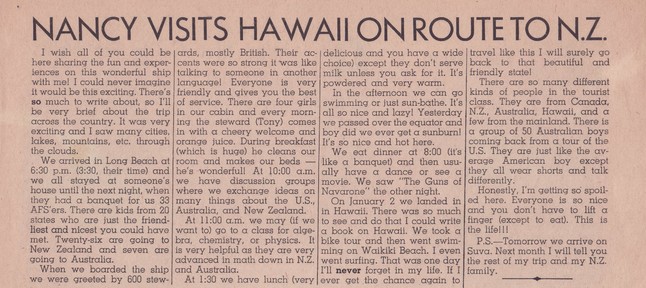 NANCY VISITS HAWAII ON ROUTE TO N.Z.
I wish all of you could be
here sharing the fun and exper-
iences on this wonderful ship
with me! I could never imagine
it would be this exciting. There's
so much to write about, so I'll
be very brief about the trip
across the country. It was very
exciting and I saw many cities,
lakes, mountains, etc. through
the clouds.
We arrived in Long Beach at
6:30 p.m. (3:30, their time) and
we all stayed at someone's
house until the next night, when
they had a banquet for us 33
AFS'ers. There are kids from 20
states who are just the friend-
liest and nicest you could have
met. Twenty-six are going to
New Zealand and seven are
going to Australia.
When we boarded the ship
we were greeted by 600 stew-
ards, mostly British. Their ac-
cents were so strong it was like
talking to someone in another
language! Everyone is very
friendly and gives you the best
of service. There are four girls
in our cabin and every morn-
ing the steward (Tony) comes
in with a cheery welcome and
orange juice. During breakfast
(which is huge) he cleans our
room and makes our beds —
he's wonderful! At 10:00 a.m.
we have discussion groups
where we exchange ideas on
many things about the U.S.,
Australia, and New Zealand.
At 11:00 a.m. we may (if we
want to) go to a class for alge-
bra, chemistry, or physics. It
is very helpful as they are very
advanced in math down in N.Z.
and Australia.
At 1:30 we have lunch (very
delicious and you have a wide
choice) except they don't serve
milk unless you ask for it. It's
powdered and very warm.
In the afternoon we can go
swimming or just sun-bathe. It's
all so nice and lazy! Yesterday
we passed over the equator and
boy did we ever get a sunburn!
It's so nice and hot here.
We eat dinner at 8:00 (it's
like a banquet) and then usu-
ally have a dance or see a
movie. We saw "The Guns of
Navarone" the other night.
On January 2 we landed in
in Hawaii. There was so much
to see and do that I could write
a book on Hawaii. We took a
bike tour and then went swim-
ming on Waikiki Beach. I even
went surfing. That was one day
I'll never forget in my life. If I
ever get the chance again to
travel like this I will surely go
back to that beautiful and
friendly state!
There are so many different
kinds of people in the tourist
class. They are from Canada,
N.Z., Australia, Hawaii, and a
few from the mainland. There is
a group of 50 Australian boys
coming back from a tour of the
U.S. They are just like the av-
erage American boy except
they all wear shorts and talk
differently.
Honestly, I'm getting so spoil-
ed here. Everyone is so nice
and you don't have to lift a
finger (except to eat). This is
the life!!!
P.S.—Tomorrow we arrive on
Suva. Next month I will tell you
the rest of my trip and my N.Z.
family.